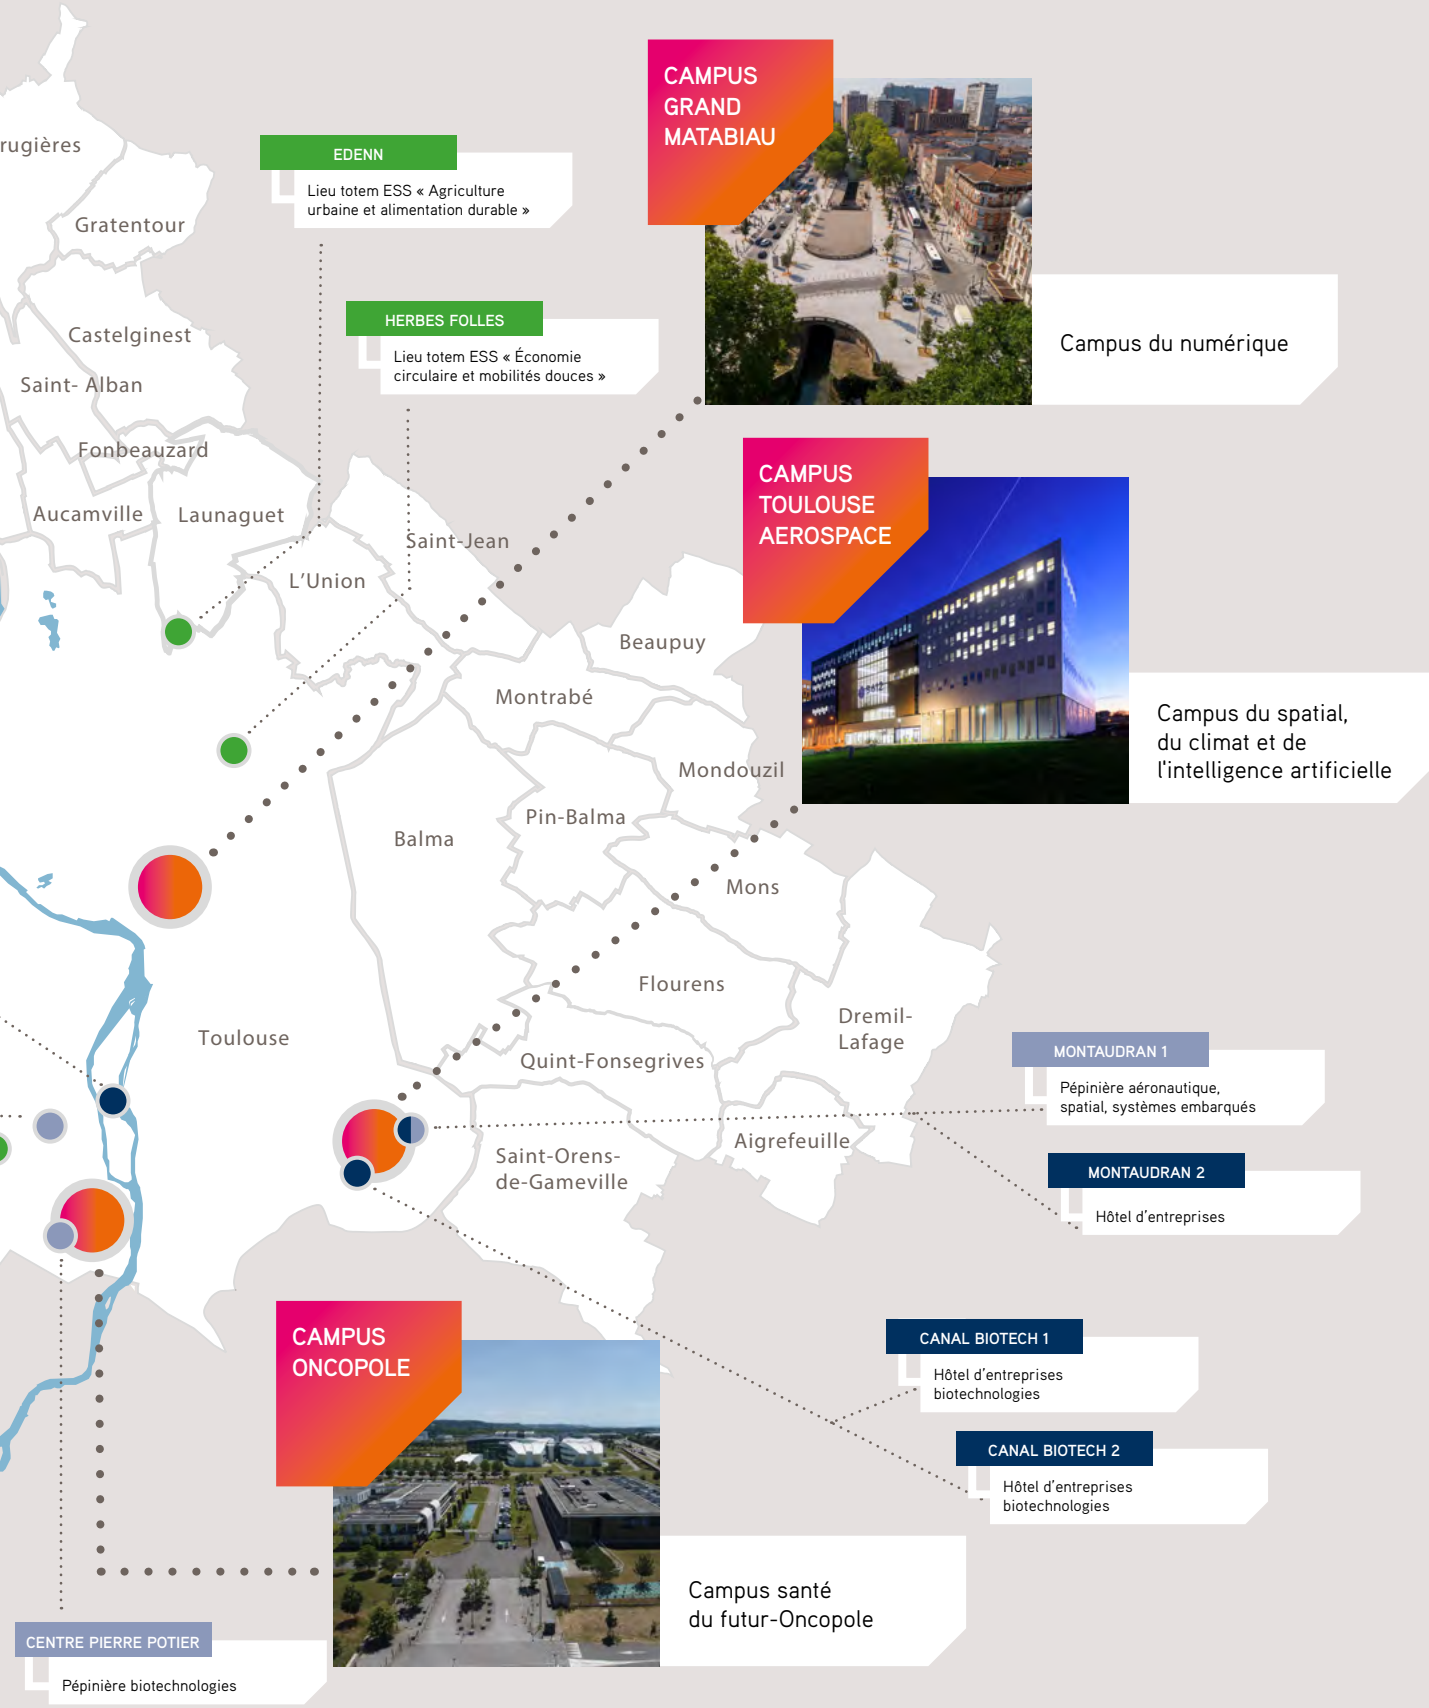 CAMPUS
GRAND
MATABIAU
Campus du numérique
rugières
EDENN
Lieu totem ESS « Agriculture
urbaine et alimentation durable »
Gratentour
HERBES FOLLES
Lieu totem ESS « Économie
circulaire et mobilités douces »
Castelginest
Saint- Alban
Fonbeauzard
Aucamville
Launaguet
Saint-Jean
L'Union
CAMPUS
TOULOUSE
AEROSPACE
Campus du spatial,
du climat et de
l'intelligence artificielle
Beaupuy
Montrabé
Mondouzil
Pin-Balma
Balma
Mons
Flourens
Dremil-
Lafage
Toulouse
Quint-Fonsegrives
Aigrefeuille
Saint-Orens-
de-Gameville
MONTAUDRAN 1
Pépinière aéronautique,
spatial, systèmes embarqués
MONTAUDRAN 2
Hôtel d'entreprises
CANAL BIOTECH 1
Hôtel d'entreprises
biotechnologies
CANAL BIOTECH 2
Hôtel d'entreprises
biotechnologies
CAMPUS
ONCOPOLE
Campus santé
du futur-Oncopole
CENTRE PIERRE POTIER
Pépinière biotechnologies